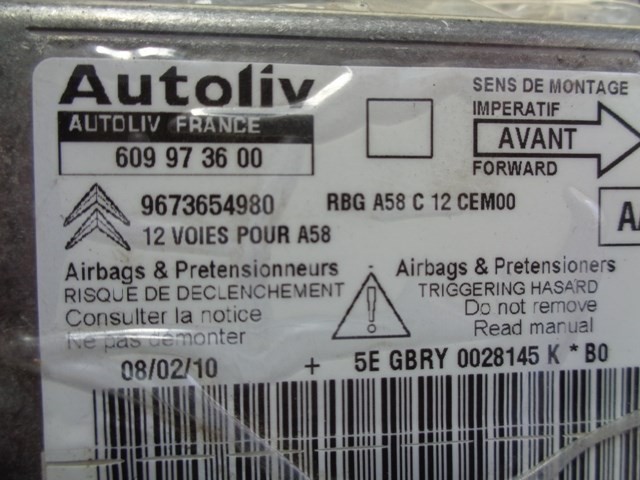 Autoliv
AUTOLIV FRANCE
609 97 36 00
SENS DE MONTAGE
IMPERATIF
AVANT
FORWARD
9673654980
RBG A58 C 12 CEM00
12 VOIES POUR A58
Airbags & Pretensionneurs
RISQUE DE DECLENCHEMENT
Consulter la notice
Ne pas démonter
Airbags & Pretensioners
TRIGGERING HASARD
Do not remove
Read manual
08/02/10 + 5E GBRY 0028145 K * B0